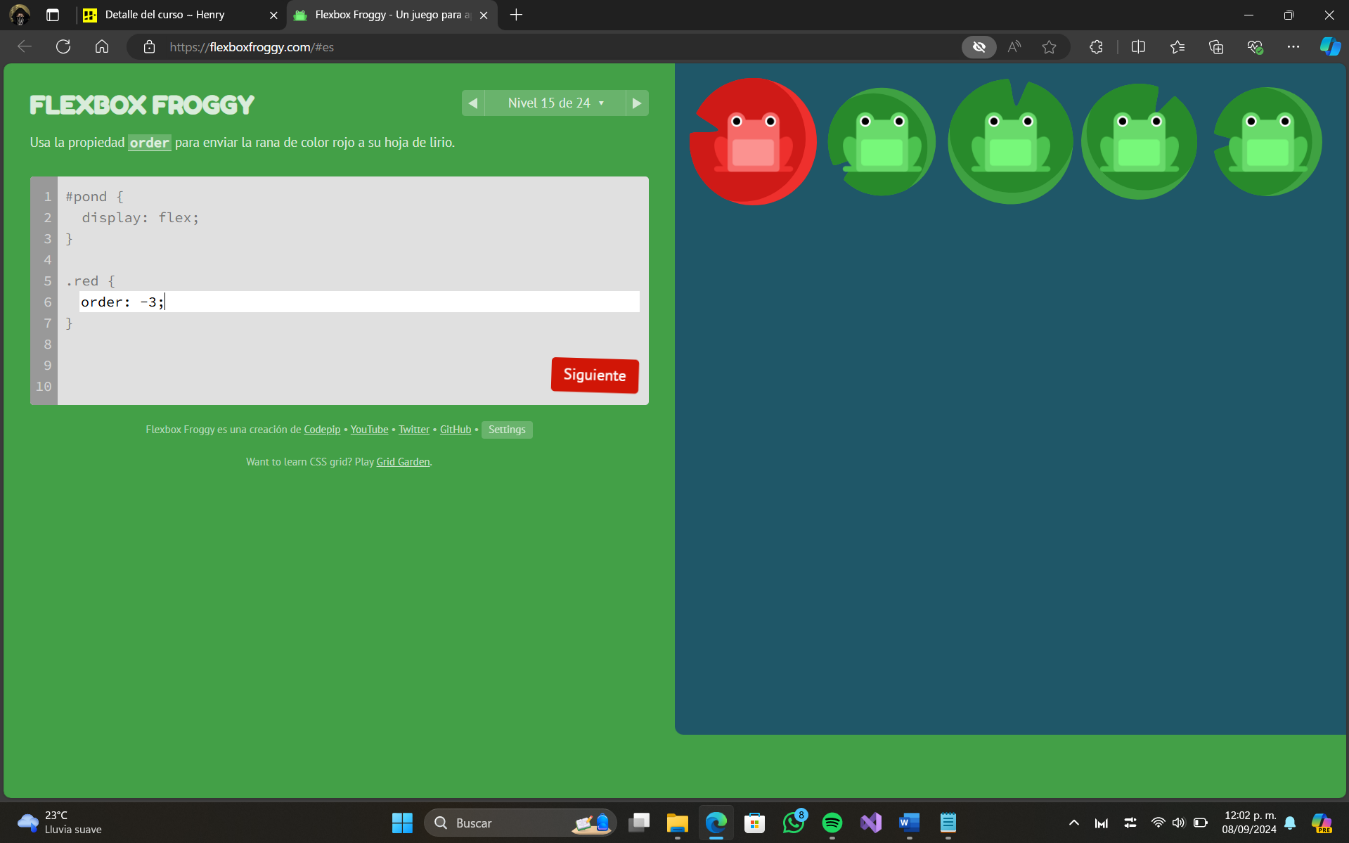 Detalle del curso – Henry
Flexbox Froggy - Un juego para a
https://flexboxfroggy.com/#es
FLEXBOX FROGGY
Nivel 15 de 24 ▾
Usa la propiedad order para enviar la rana de color rojo a su hoja de lirio.
1 #pond {
2 display: flex;
3 }
4
5 .red {
6 order: -3;
7 }
8
9
10
Siguiente
Flexbox Froggy es una creación de Codepip • YouTube • Twitter • GitHub • Settings
Want to learn CSS grid? Play Grid Garden.
23°C
Lluvia suave
Buscar
8
12:02 p. m.
08/09/2024
PRE